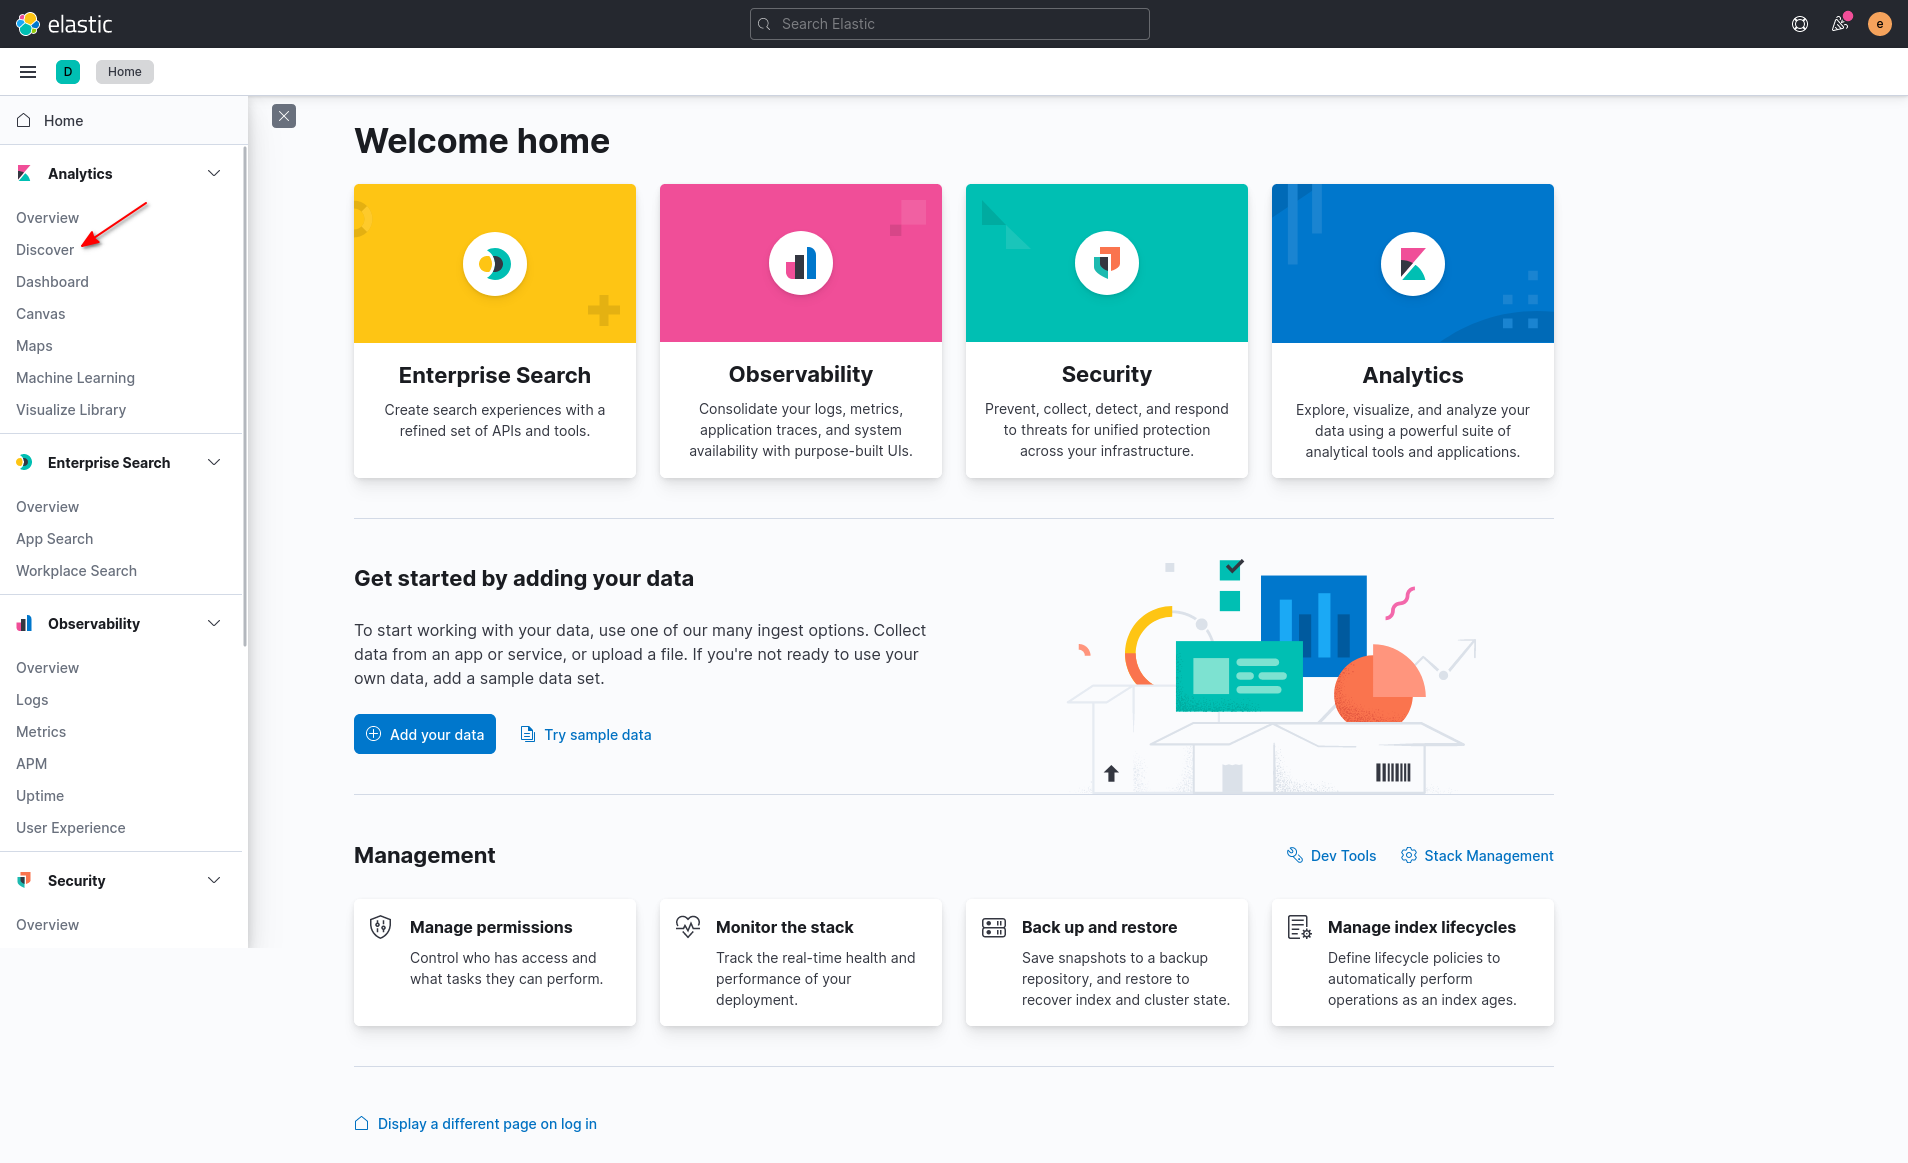 elastic
Search Elastic
e
D
Home
Home
Analytics
Overview
Discover
Dashboard
Canvas
Maps
Machine Learning
Visualize Library
Enterprise Search
Overview
App Search
Workplace Search
Observability
Overview
Logs
Metrics
APM
Uptime
User Experience
Security
Overview
Welcome home
Enterprise Search
Create search experiences with a
refined set of APIs and tools.
Observability
Consolidate your logs, metrics,
application traces, and system
availability with purpose-built UIs.
Security
Prevent, collect, detect, and respond
to threats for unified protection
across your infrastructure.
Analytics
Explore, visualize, and analyze your
data using a powerful suite of
analytical tools and applications.
Get started by adding your data
To start working with your data, use one of our many ingest options. Collect
data from an app or service, or upload a file. If you're not ready to use your
own data, add a sample data set.
Add your data
Try sample data
Management
Dev Tools
Stack Management
Manage permissions
Control who has access and
what tasks they can perform.
Monitor the stack
Track the real-time health and
performance of your
deployment.
Back up and restore
Save snapshots to a backup
repository, and restore to
recover index and cluster state.
Manage index lifecycles
Define lifecycle policies to
automatically perform
operations as an index ages.
Display a different page on log in